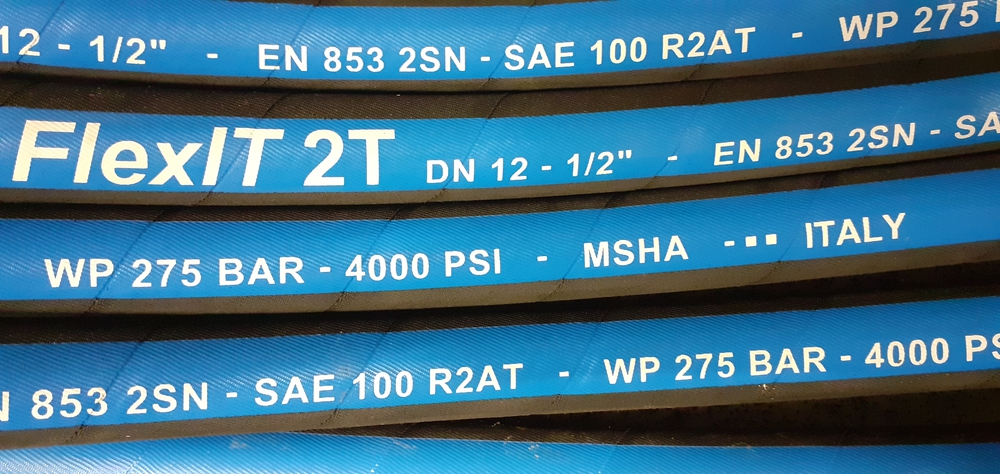 12 - 1/2" - EN 853 2SN - SAE 100 R2AT - WP 275
FlexIT 2T DN 12 - 1/2" - EN 853 2SN - SA
WP 275 BAR - 4000 PSI - MSHA -▪▪ ITALY
N 853 2SN - SAE 100 R2AT - WP 275 BAR - 4000 PS